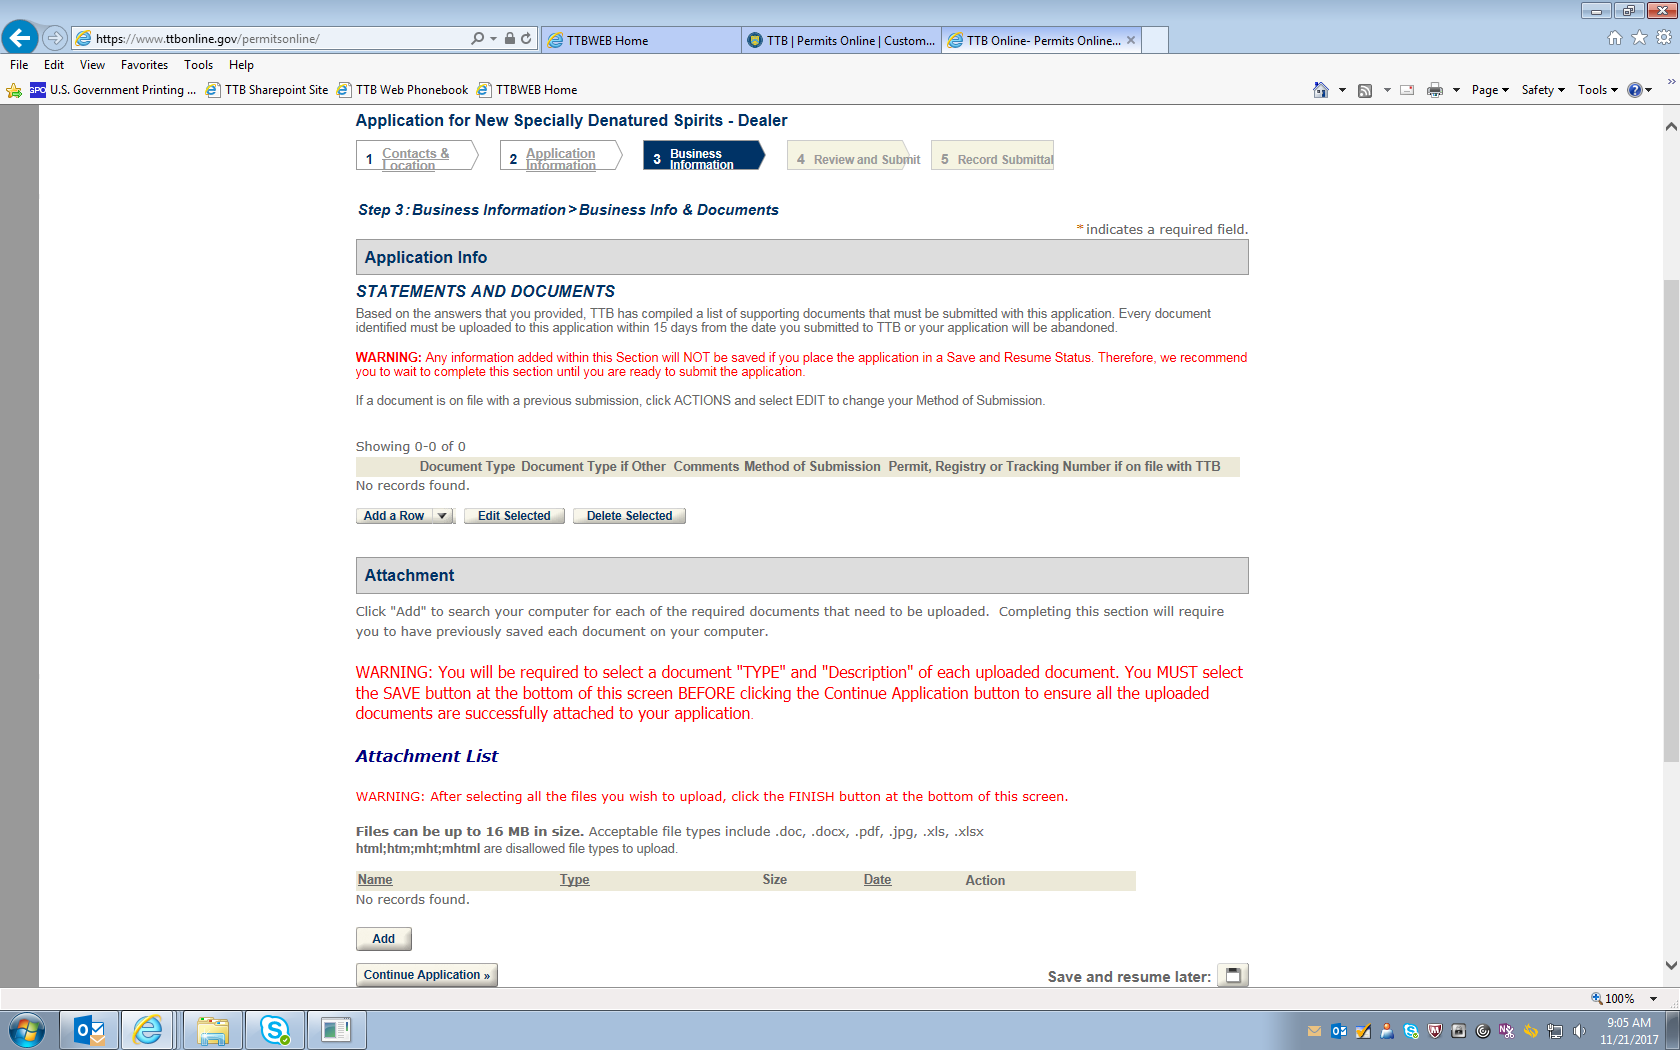 https://www.ttbonline.gov/permitsonline/
TTBWEB Home
TTB | Permits Online | Custom...
TTB Online- Permits Online...
File Edit View Favorites Tools Help
GPO U.S. Government Printing ... TTB Sharepoint Site TTB Web Phonebook TTBWEB Home
Page Safety Tools
Application for New Specially Denatured Spirits - Dealer
1 Contacts & Location
2 Application Information
3 Business Information
4 Review and Submit
5 Record Submittal
Step 3: Business Information > Business Info & Documents
* indicates a required field.
Application Info
STATEMENTS AND DOCUMENTS
Based on the answers that you provided, TTB has compiled a list of supporting documents that must be submitted with this application. Every document
identified must be uploaded to this application within 15 days from the date you submitted to TTB or your application will be abandoned.
WARNING: Any information added within this Section will NOT be saved if you place the application in a Save and Resume Status. Therefore, we recommend
you to wait to complete this section until you are ready to submit the application.
If a document is on file with a previous submission, click ACTIONS and select EDIT to change your Method of Submission.
Showing 0-0 of 0
Document Type Document Type if Other Comments Method of Submission Permit, Registry or Tracking Number if on file with TTB
No records found.
Add a Row Edit Selected Delete Selected
Attachment
Click "Add" to search your computer for each of the required documents that need to be uploaded. Completing this section will require
you to have previously saved each document on your computer.
WARNING: You will be required to select a document "TYPE" and "Description" of each uploaded document. You MUST select
the SAVE button at the bottom of this screen BEFORE clicking the Continue Application button to ensure all the uploaded
documents are successfully attached to your application.
Attachment List
WARNING: After selecting all the files you wish to upload, click the FINISH button at the bottom of this screen.
Files can be up to 16 MB in size. Acceptable file types include .doc, .docx, .pdf, .jpg, .xls, .xlsx
html;htm;mht;mhtml are disallowed file types to upload.
Name Type Size Date Action
No records found.
Add
Continue Application »
Save and resume later:
100%
9:05 AM
11/21/2017